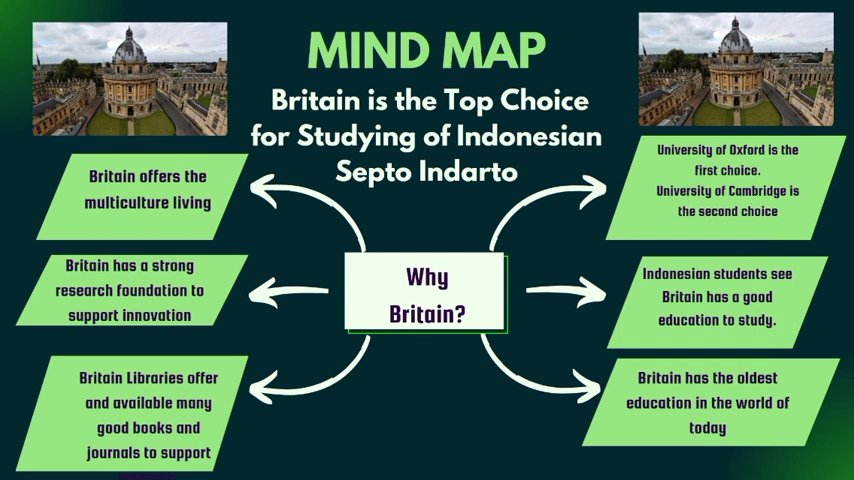 MIND MAP
Britain is the Top Choice
for Studying of Indonesian
Septo Indarto
Britain offers the
multiculture living
Britain has a strong
research foundation to
support innovation
Britain Libraries offer
and available many
good books and
journals to support
Why
Britain?
University of Oxford is the
first choice.
University of Cambridge is
the second choice
Indonesian students see
Britain has a good
education to study.
Britain has the oldest
education in the world of
today